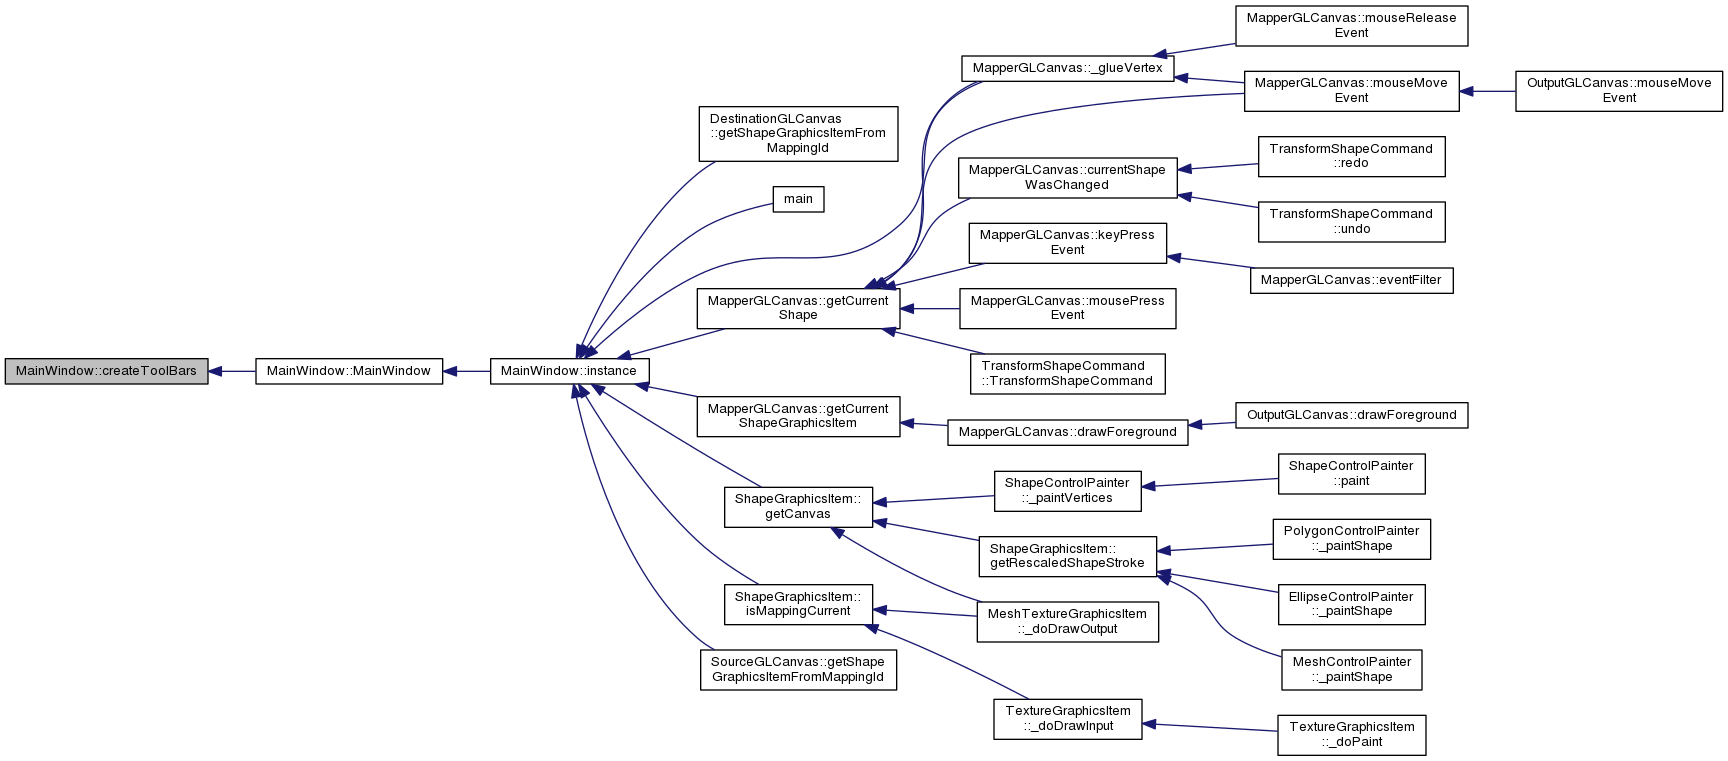 MainWindow::createToolBars
MainWindow::MainWindow
MainWindow::instance
DestinationGLCanvas
::getShapeGraphicsItemFrom
MappingId
main
MapperGLCanvas::getCurrent
Shape
MapperGLCanvas::getCurrent
ShapeGraphicsItem
ShapeGraphicsItem::
getCanvas
ShapeGraphicsItem::
isMappingCurrent
SourceGLCanvas::getShape
GraphicsItemFromMappingId
MapperGLCanvas::_glueVertex
MapperGLCanvas::currentShape
WasChanged
MapperGLCanvas::keyPress
Event
MapperGLCanvas::mousePress
Event
TransformShapeCommand
::TransformShapeCommand
MapperGLCanvas::drawForeground
ShapeControlPainter
::_paintVertices
ShapeGraphicsItem::
getRescaledShapeStroke
MeshTextureGraphicsItem
::_doDrawOutput
TextureGraphicsItem
::_doDrawInput
MapperGLCanvas::mouseRelease
Event
MapperGLCanvas::mouseMove
Event
TransformShapeCommand
::redo
TransformShapeCommand
::undo
MapperGLCanvas::eventFilter
OutputGLCanvas::drawForeground
ShapeControlPainter
::paint
PolygonControlPainter
::_paintShape
EllipseControlPainter
::_paintShape
MeshControlPainter
::_paintShape
TextureGraphicsItem
::_doPaint
OutputGLCanvas::mouseMove
Event